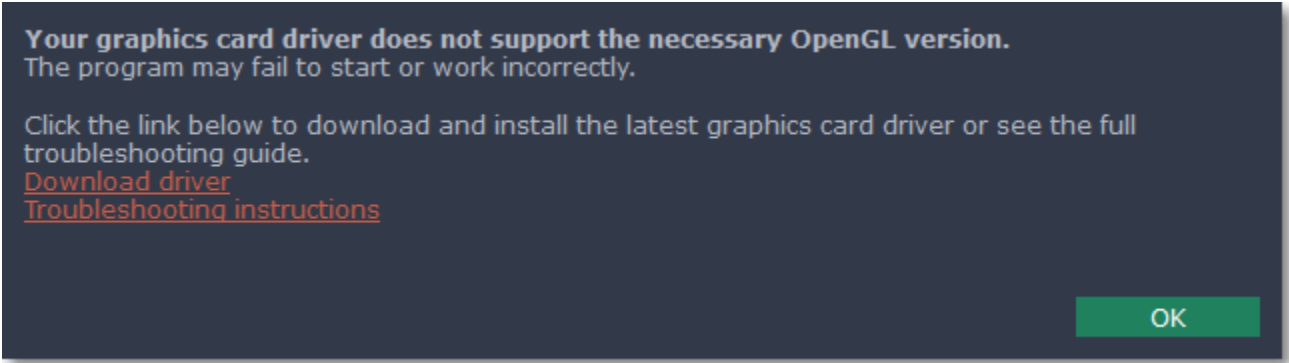 Your graphics card driver does not support the necessary OpenGL version.
The program may fail to start or work incorrectly.
Click the link below to download and install the latest graphics card driver or see the full
troubleshooting guide.
Download driver
Troubleshooting instructions
OK